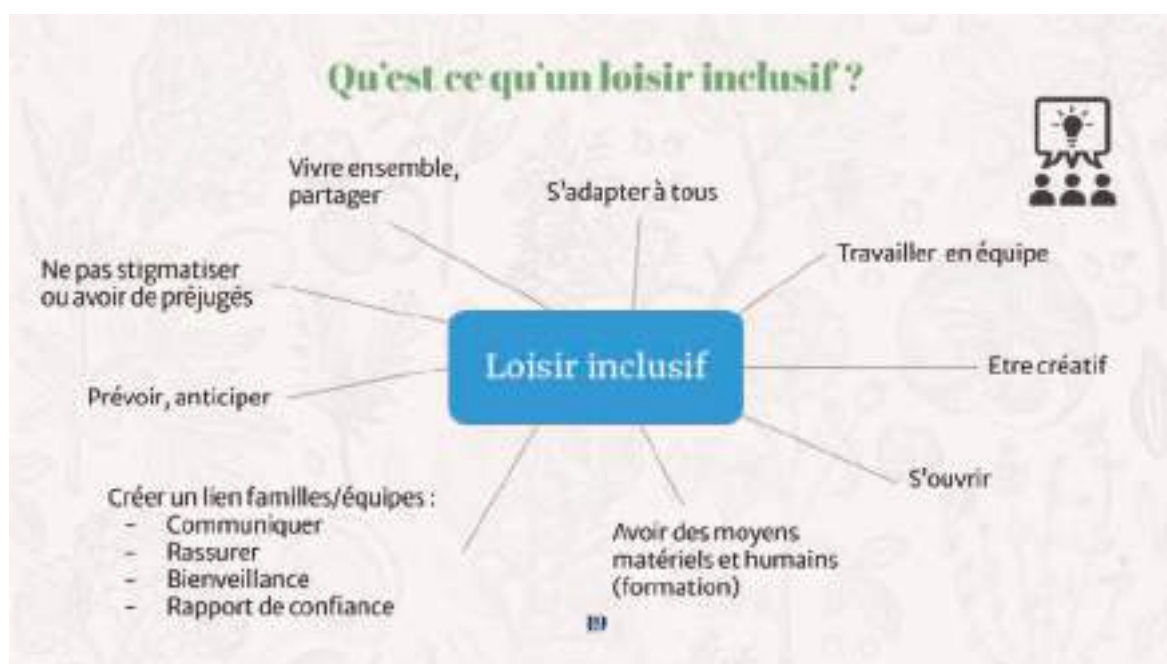 Qu'est ce qu'un loisir inclusif ?
Vivre ensemble,
partager
S'adapter à tous
Travailler en équipe
Ne pas stigmatiser
ou avoir de préjugés
Loisir inclusif
Etre créatif
Prévoir, anticiper
S'ouvrir
Créer un lien familles/équipes :
- Communiquer
- Rassurer
- Bienveillance
- Rapport de confiance
Avoir des moyens
matériels et humains
(formation)